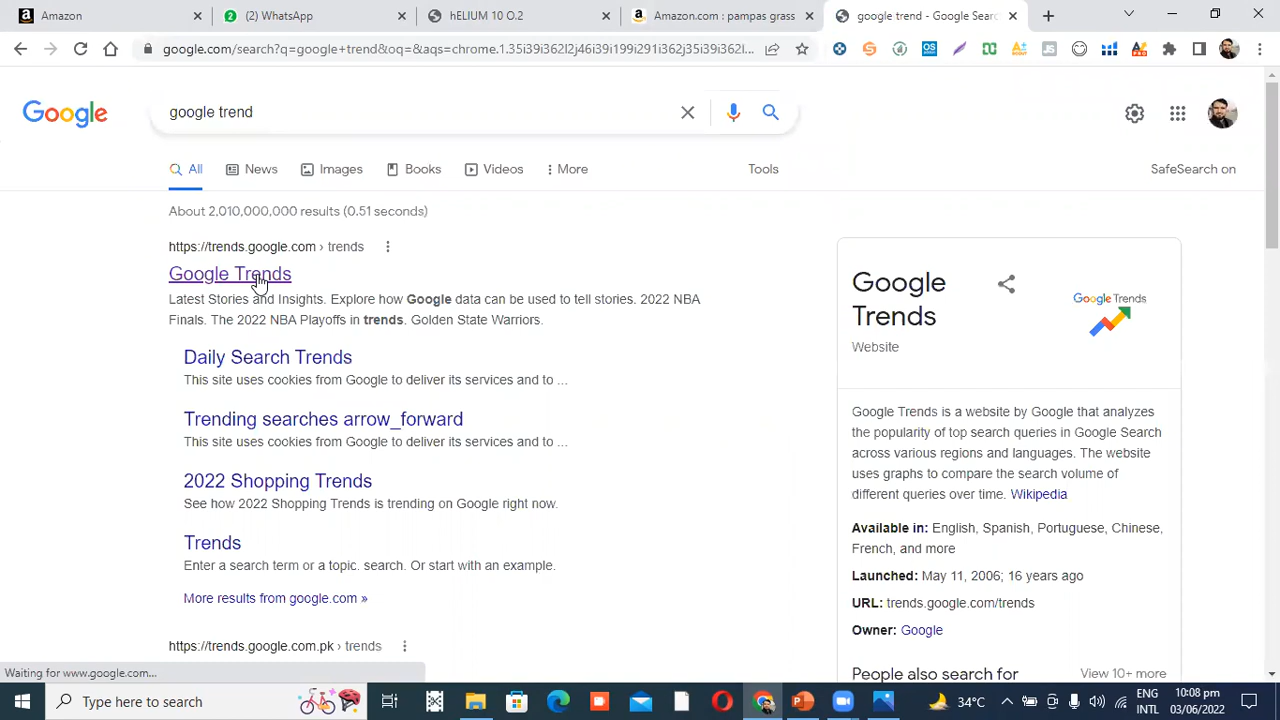 Amazon
(2) WhatsApp
hELIUM 10 O.2
Amazon.com : pampas grass
google trend - Google Searc
google.com/search?q=google+trend&oq=&aqs=chrome.1.35i39i362l2j46i39i199i291i362j35i39i362l...
Google
google trend
All
News
Images
Books
Videos
More
Tools
SafeSearch on
About 2,010,000,000 results (0.51 seconds)
https://trends.google.com › trends
Google Trends
Latest Stories and Insights. Explore how Google data can be used to tell stories. 2022 NBA
Finals. The 2022 NBA Playoffs in trends. Golden State Warriors.
Daily Search Trends
This site uses cookies from Google to deliver its services and to ...
Trending searches arrow_forward
This site uses cookies from Google to deliver its services and to ...
2022 Shopping Trends
See how 2022 Shopping Trends is trending on Google right now.
Trends
Enter a search term or a topic. search. Or start with an example.
More results from google.com »
https://trends.google.com.pk › trends
Google
Trends
Website
Google Trends
Google Trends is a website by Google that analyzes
the popularity of top search queries in Google Search
across various regions and languages. The website
uses graphs to compare the search volume of
different queries over time. Wikipedia
Available in: English, Spanish, Portuguese, Chinese,
French, and more
Launched: May 11, 2006; 16 years ago
URL: trends.google.com/trends
Owner: Google
People also search for
View 10+ more
Waiting for www.google.com...
Type here to search
34°C
ENG
INTL
10:08 pm
03/06/2022